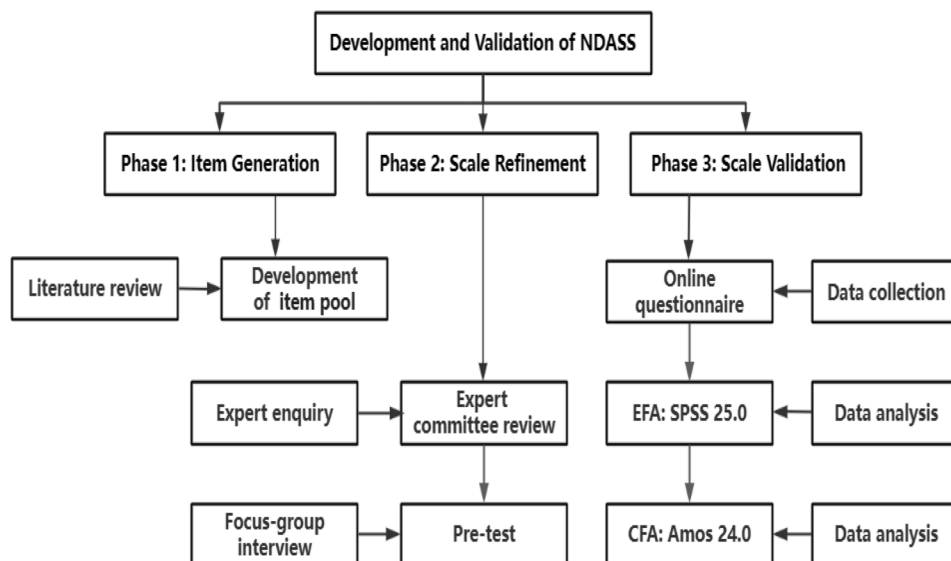 Development and Validation of NDASS
Phase 1: Item Generation
Phase 2: Scale Refinement
Phase 3: Scale Validation
Literature review
Development
of item pool
Online
questionnaire
Data collection
Expert enquiry
Expert
committee review
EFA: SPSS 25.0
Data analysis
Focus-group
interview
Pre-test
CFA: Amos 24.0
Data analysis